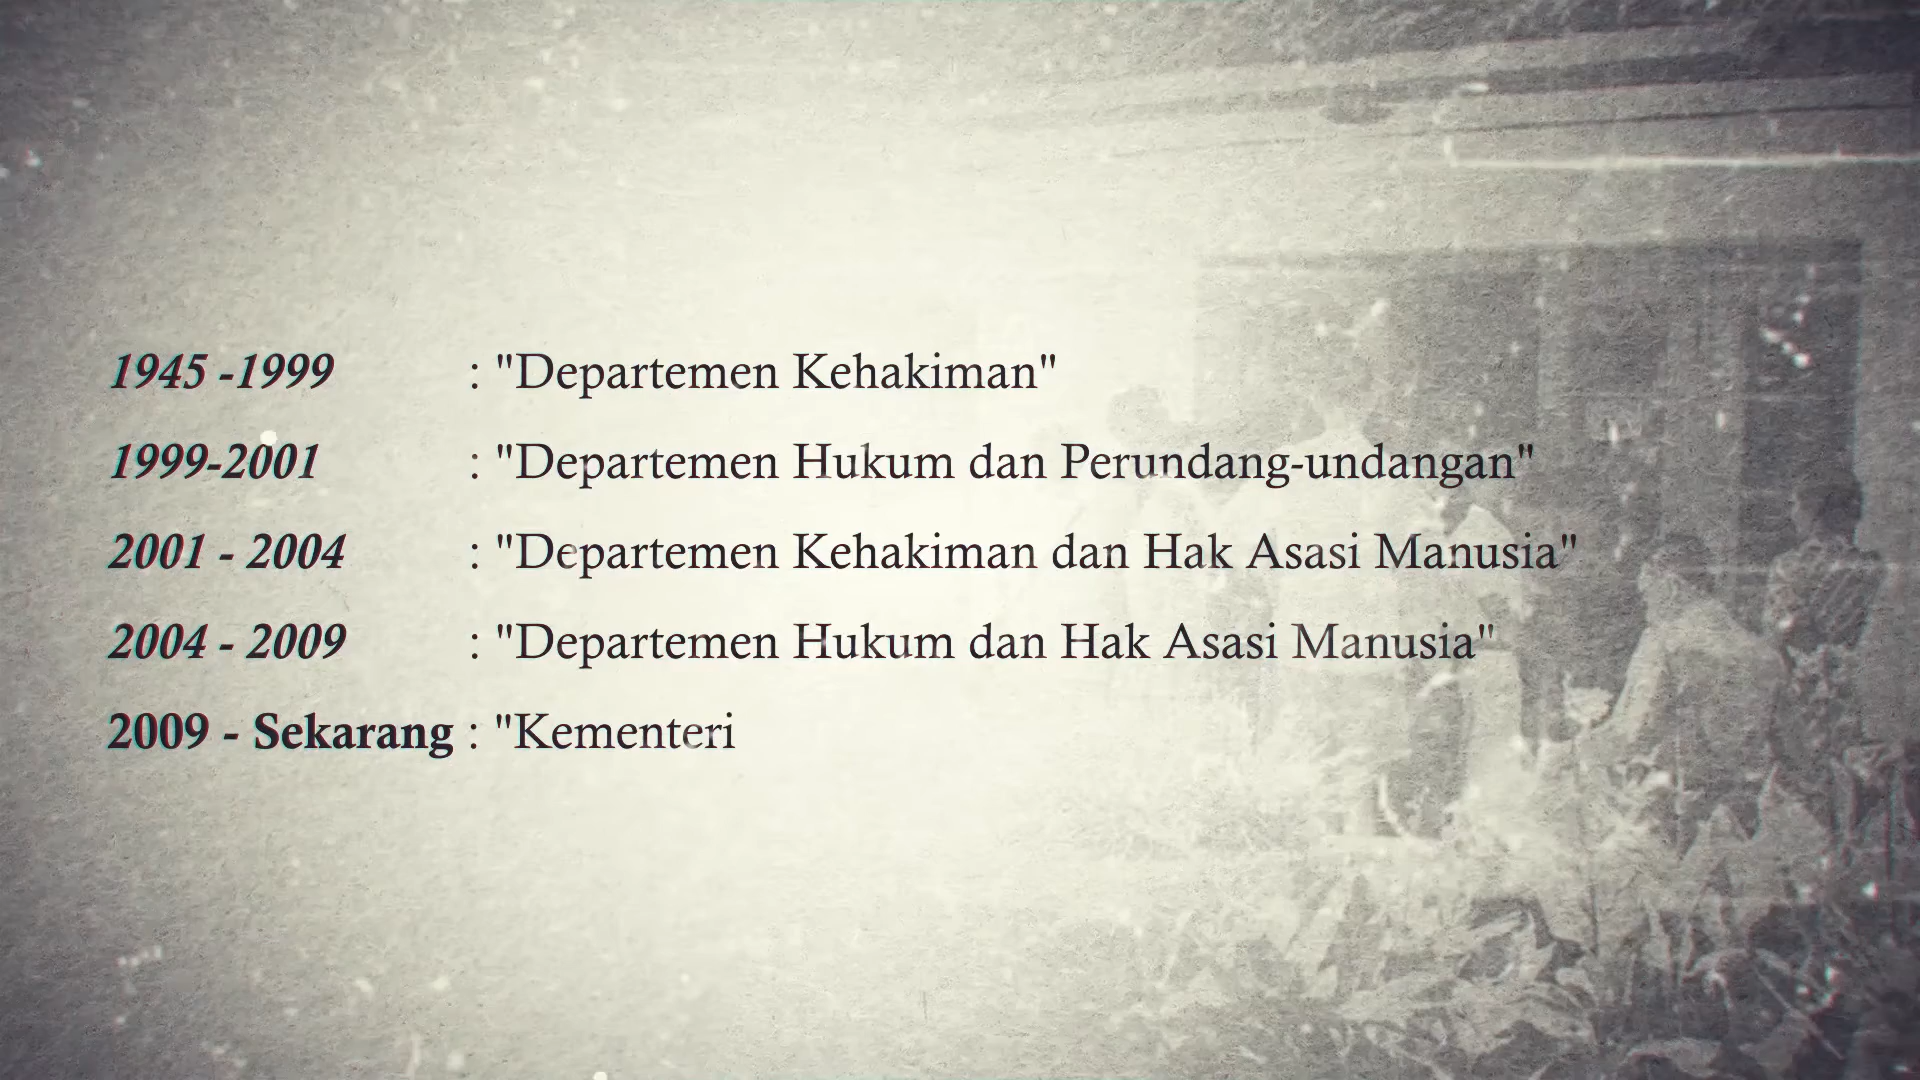 1945 -1999 : "Departemen Kehakiman"
1999-2001 : "Departemen Hukum dan Perundang-undangan"
2001 - 2004 : "Departemen Kehakiman dan Hak Asasi Manusia"
2004 - 2009 : "Departemen Hukum dan Hak Asasi Manusia"
2009 - Sekarang : "Kementeri